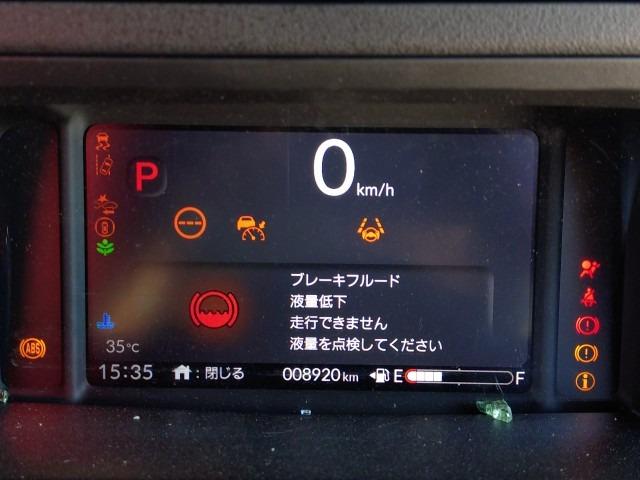 0 km/h
P
ブレーキフルード
液量低下
走行できません
液量を点検してください
ABS
35℃
15:35 :閉じる 008920 km E F